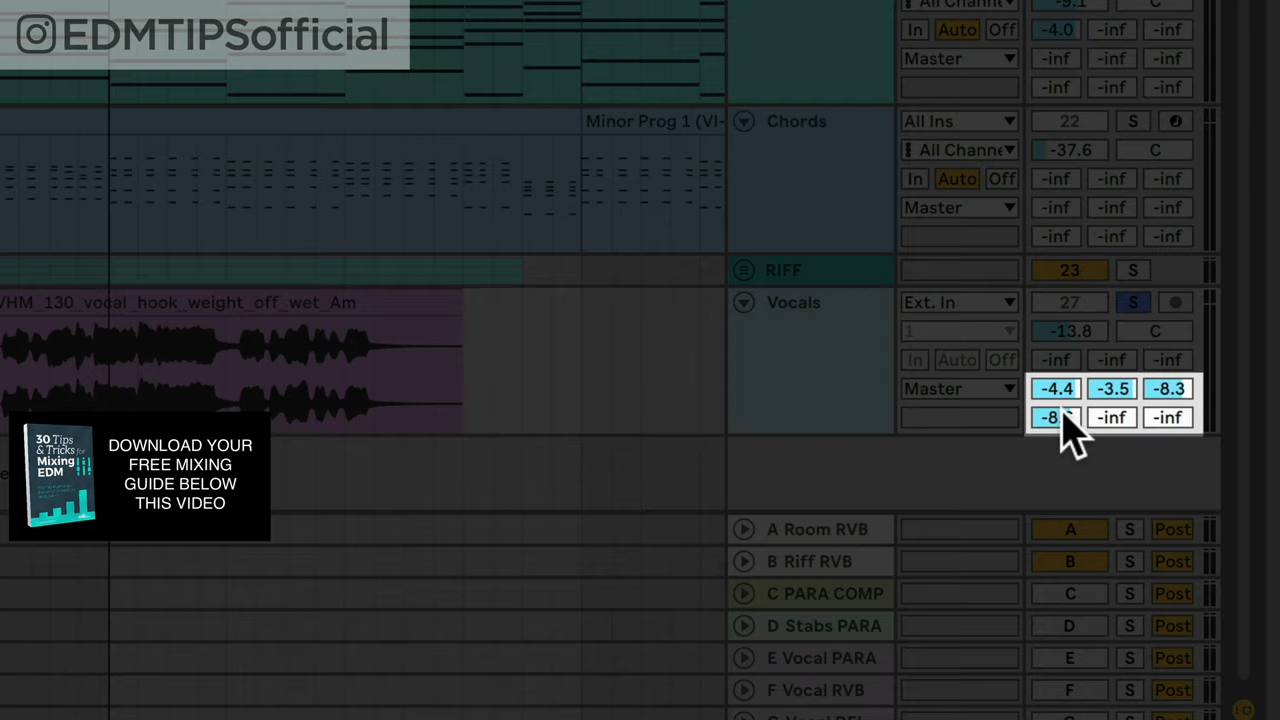 EDMTIPSofficial
All Channe -9.1 C
In Auto Off -4.0 -inf -inf
Master -inf -inf -inf
-inf -inf -inf
Minor Prog 1 (VI- Chords All Ins 22 S
All Channe -37.6 C
In Auto Off -inf -inf -inf
Master -inf -inf -inf
-inf -inf -inf
RIFF 23 S
VHM_130_vocal_hook_weight_off_wet_Am Vocals Ext. In 27 S
1 -13.8 C
In Auto Off -inf -inf -inf
Master -4.4 -3.5 -8.3
-inf -inf
30 Tips
& Tricks for
Mixing
EDM
DOWNLOAD YOUR
FREE MIXING
GUIDE BELOW
THIS VIDEO
A Room RVB A S Post
B Riff RVB B S Post
C PARA COMP C S Post
D Stabs PARA D S Post
E Vocal PARA E S Post
F Vocal RVB F S Post